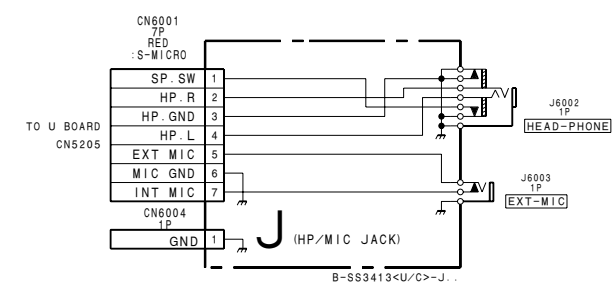 CN6001
7P
RED
:S-MICRO
SP.SW 1
HP.R 2
HP.GND 3
HP.L 4
EXT MIC 5
MIC GND 6
INT MIC 7
TO U BOARD
CN5205
CN6004
1P
GND 1
J (HP/MIC JACK)
J6002
1P
HEAD-PHONE
J6003
1P
EXT-MIC
B-SS3413<U/C>-J..